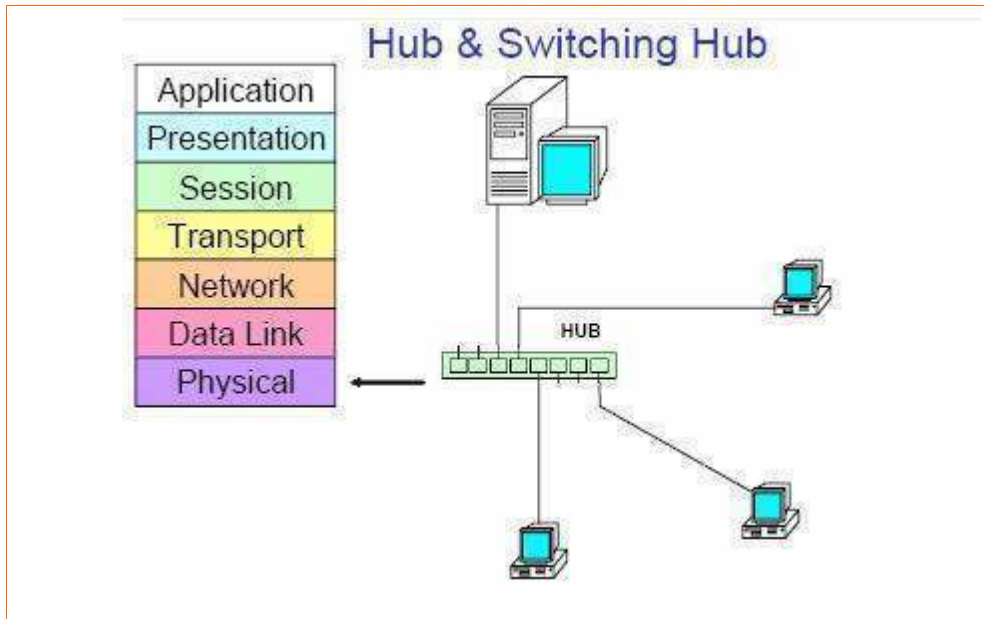 Hub & Switching Hub
Application
Presentation
Session
Transport
Network
Data Link
Physical
HUB